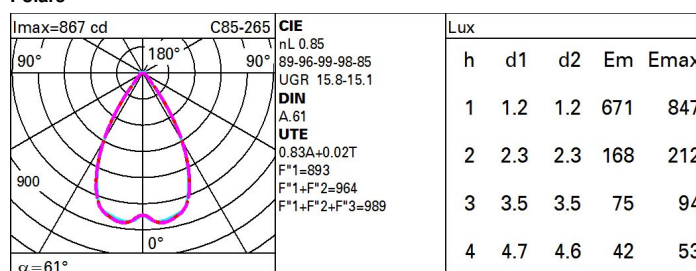 Imax=867 cd C85-265
90° 180° 90°
900
0°
α=61°
CIE
nL 0.85
89-96-99-98-85
UGR 15.8-15.1
DIN
A.61
UTE
0.83A+0.02T
F"1=893
F"1+F"2=964
F"1+F"2+F"3=989
Lux
h d1 d2 Em Emax
1 1.2 1.2 671 847
2 2.3 2.3 168 212
3 3.5 3.5 75 94
4 4.7 4.6 42 53